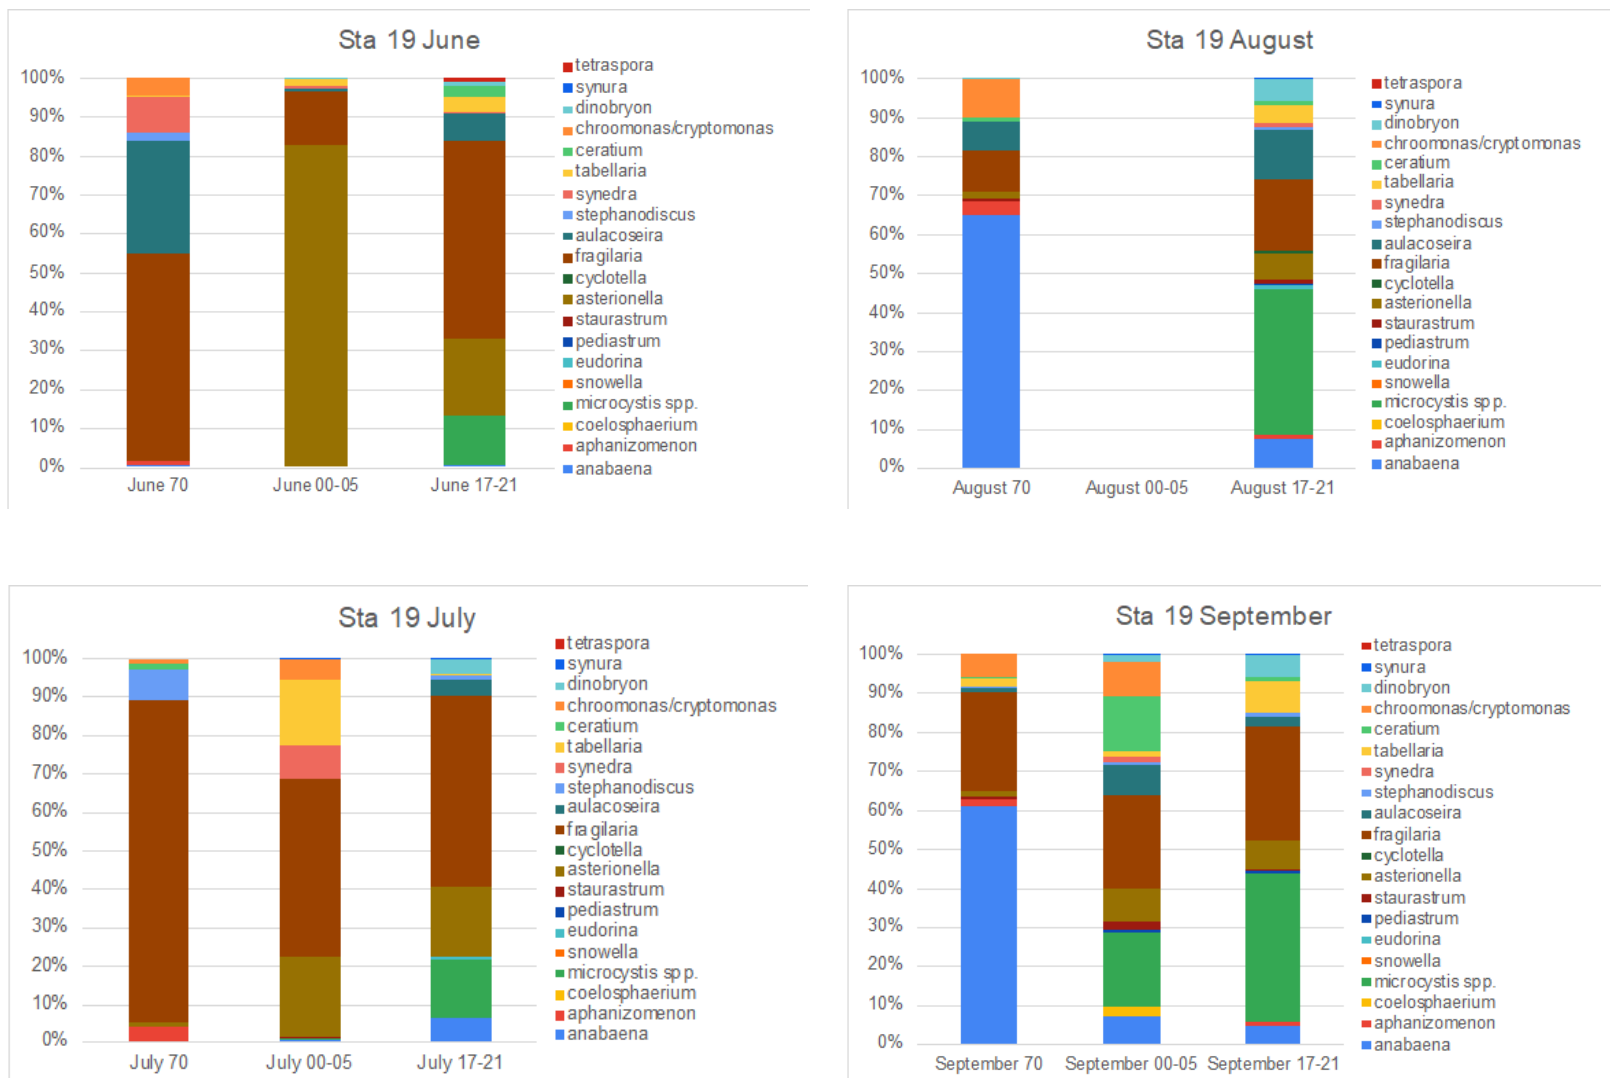 Sta 19 June
100%
90%
80%
70%
60%
50%
40%
30%
20%
10%
0%
June 70
June 00-05
June 17-21
tetraspora
synura
dinobryon
chroomonas/cryptomonas
ceratium
tabellaria
synedra
stephanodiscus
aulacoseira
fragilaria
cyclotella
asterionella
staurastrum
pediastrum
eudorina
snowella
microcystis spp.
coelosphaerium
aphanizomenon
anabaena
Sta 19 August
100%
90%
80%
70%
60%
50%
40%
30%
20%
10%
0%
August 70
August 00-05
August 17-21
tetraspora
synura
dinobryon
chroomonas/cryptomonas
ceratium
tabellaria
synedra
stephanodiscus
aulacoseira
fragilaria
cyclotella
asterionella
staurastrum
pediastrum
eudorina
snowella
microcystis spp.
coelosphaerium
aphanizomenon
anabaena
Sta 19 July
100%
90%
80%
70%
60%
50%
40%
30%
20%
10%
0%
July 70
July 00-05
July 17-21
tetraspora
synura
dinobryon
chroomonas/cryptomonas
ceratium
tabellaria
synedra
stephanodiscus
aulacoseira
fragilaria
cyclotella
asterionella
staurastrum
pediastrum
eudorina
snowella
microcystis spp.
coelosphaerium
aphanizomenon
anabaena
Sta 19 September
100%
90%
80%
70%
60%
50%
40%
30%
20%
10%
0%
September 70
September 00-05
September 17-21
tetraspora
synura
dinobryon
chroomonas/cryptomonas
ceratium
tabellaria
synedra
stephanodiscus
aulacoseira
fragilaria
cyclotella
asterionella
staurastrum
pediastrum
eudorina
snowella
microcystis spp.
coelosphaerium
aphanizomenon
anabaena